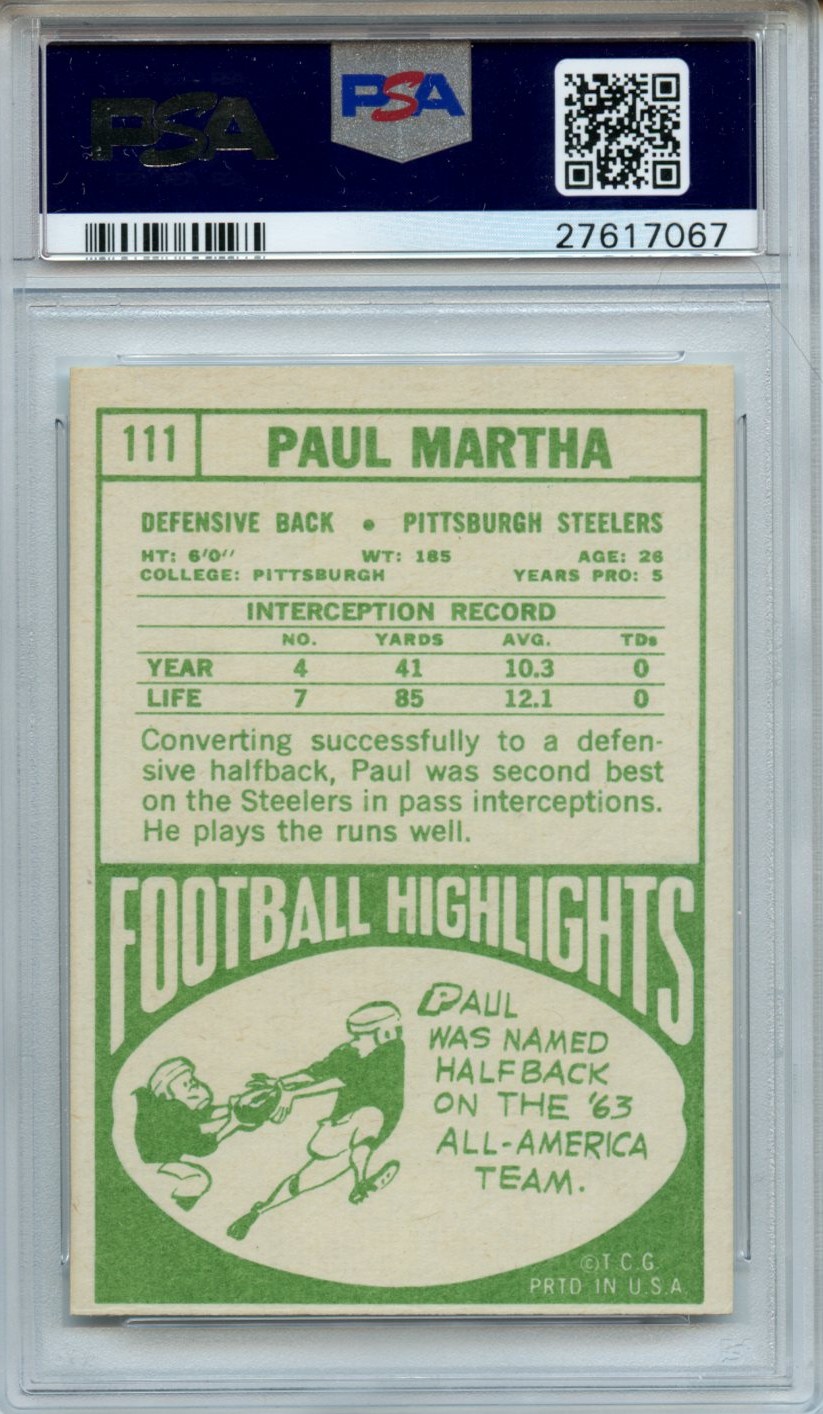 PSA PSA
27617067
111 PAUL MARTHA
DEFENSIVE BACK • PITTSBURGH STEELERS
HT: 6'0" WT: 185 AGE: 26
COLLEGE: PITTSBURGH YEARS PRO: 5
INTERCEPTION RECORD
NO. YARDS AVG. TDs
YEAR 4 41 10.3 0
LIFE 7 85 12.1 0
Converting successfully to a defen-
sive halfback, Paul was second best
on the Steelers in pass interceptions.
He plays the runs well.
FOOTBALL HIGHLIGHTS
PAUL
WAS NAMED
HALFBACK
ON THE '63
ALL-AMERICA
TEAM.
©T.C.G.
PRTD IN U.S.A.